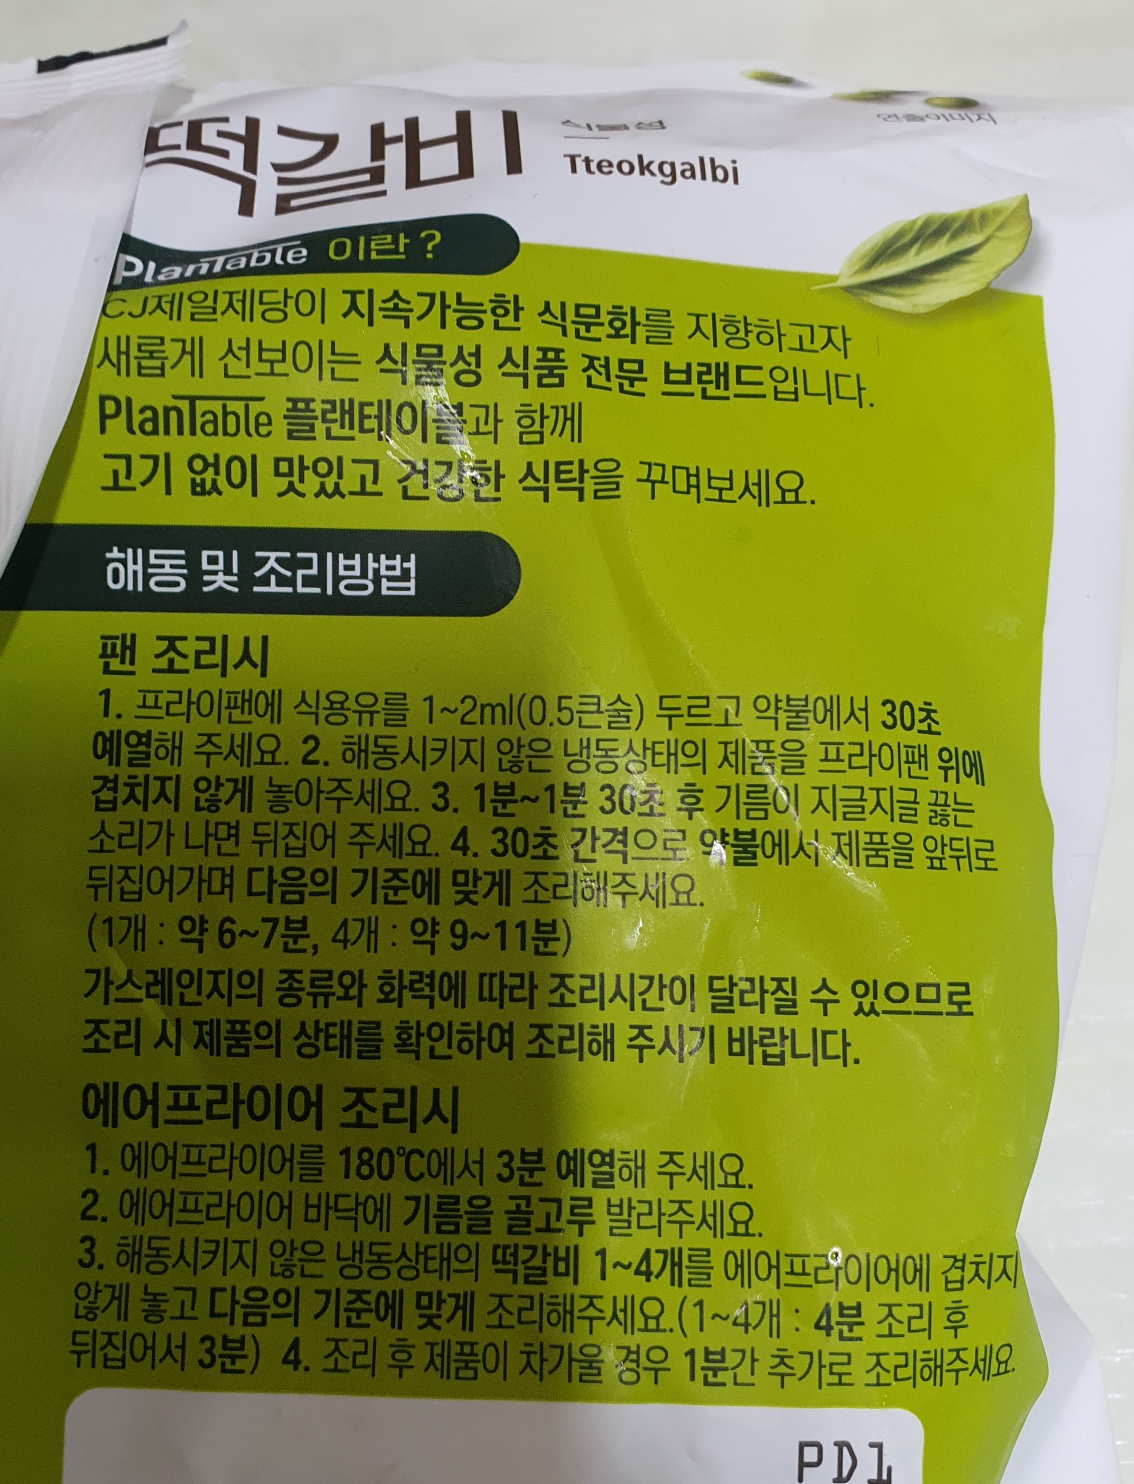 떡갈비
식물성
Tteokgalbi
연출이미지
PlanTable 이란?
CJ제일제당이 지속가능한 식문화를 지향하고자
새롭게 선보이는 식물성 식품 전문 브랜드입니다.
PlanTable 플랜테이블과 함께
고기 없이 맛있고 건강한 식탁을 꾸며보세요.
해동 및 조리방법
팬 조리시
1. 프라이팬에 식용유를 1~2ml(0.5큰술) 두르고 약불에서 30초
예열해 주세요. 2. 해동시키지 않은 냉동상태의 제품을 프라이팬 위에
겹치지 않게 놓아주세요. 3. 1분~1분 30초 후 기름이 지글지글 끓는
소리가 나면 뒤집어 주세요. 4. 30초 간격으로 약불에서 제품을 앞뒤로
뒤집어가며 다음의 기준에 맞게 조리해주세요.
(1개 : 약 6~7분, 4개 : 약 9~11분)
가스레인지의 종류와 화력에 따라 조리시간이 달라질 수 있으므로
조리 시 제품의 상태를 확인하여 조리해 주시기 바랍니다.
에어프라이어 조리시
1. 에어프라이어를 180℃에서 3분 예열해 주세요.
2. 에어프라이어 바닥에 기름을 골고루 발라주세요.
3. 해동시키지 않은 냉동상태의 떡갈비 1~4개를 에어프라이어에 겹치지
않게 놓고 다음의 기준에 맞게 조리해주세요.(1~4개 : 4분 조리 후
뒤집어서 3분) 4. 조리 후 제품이 차가울 경우 1분간 추가로 조리해주세요.
PD1